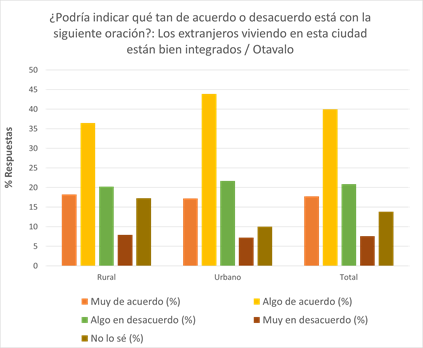 ¿Podría indicar qué tan de acuerdo o desacuerdo está con la
siguiente oración?: Los extranjeros viviendo en esta ciudad
están bien integrados / Otavalo
% Respuestas
50
45
40
35
30
25
20
15
10
5
0
Rural Urbano Total
Muy de acuerdo (%) Algo de acuerdo (%)
Algo en desacuerdo (%) Muy en desacuerdo (%)
No lo sé (%)